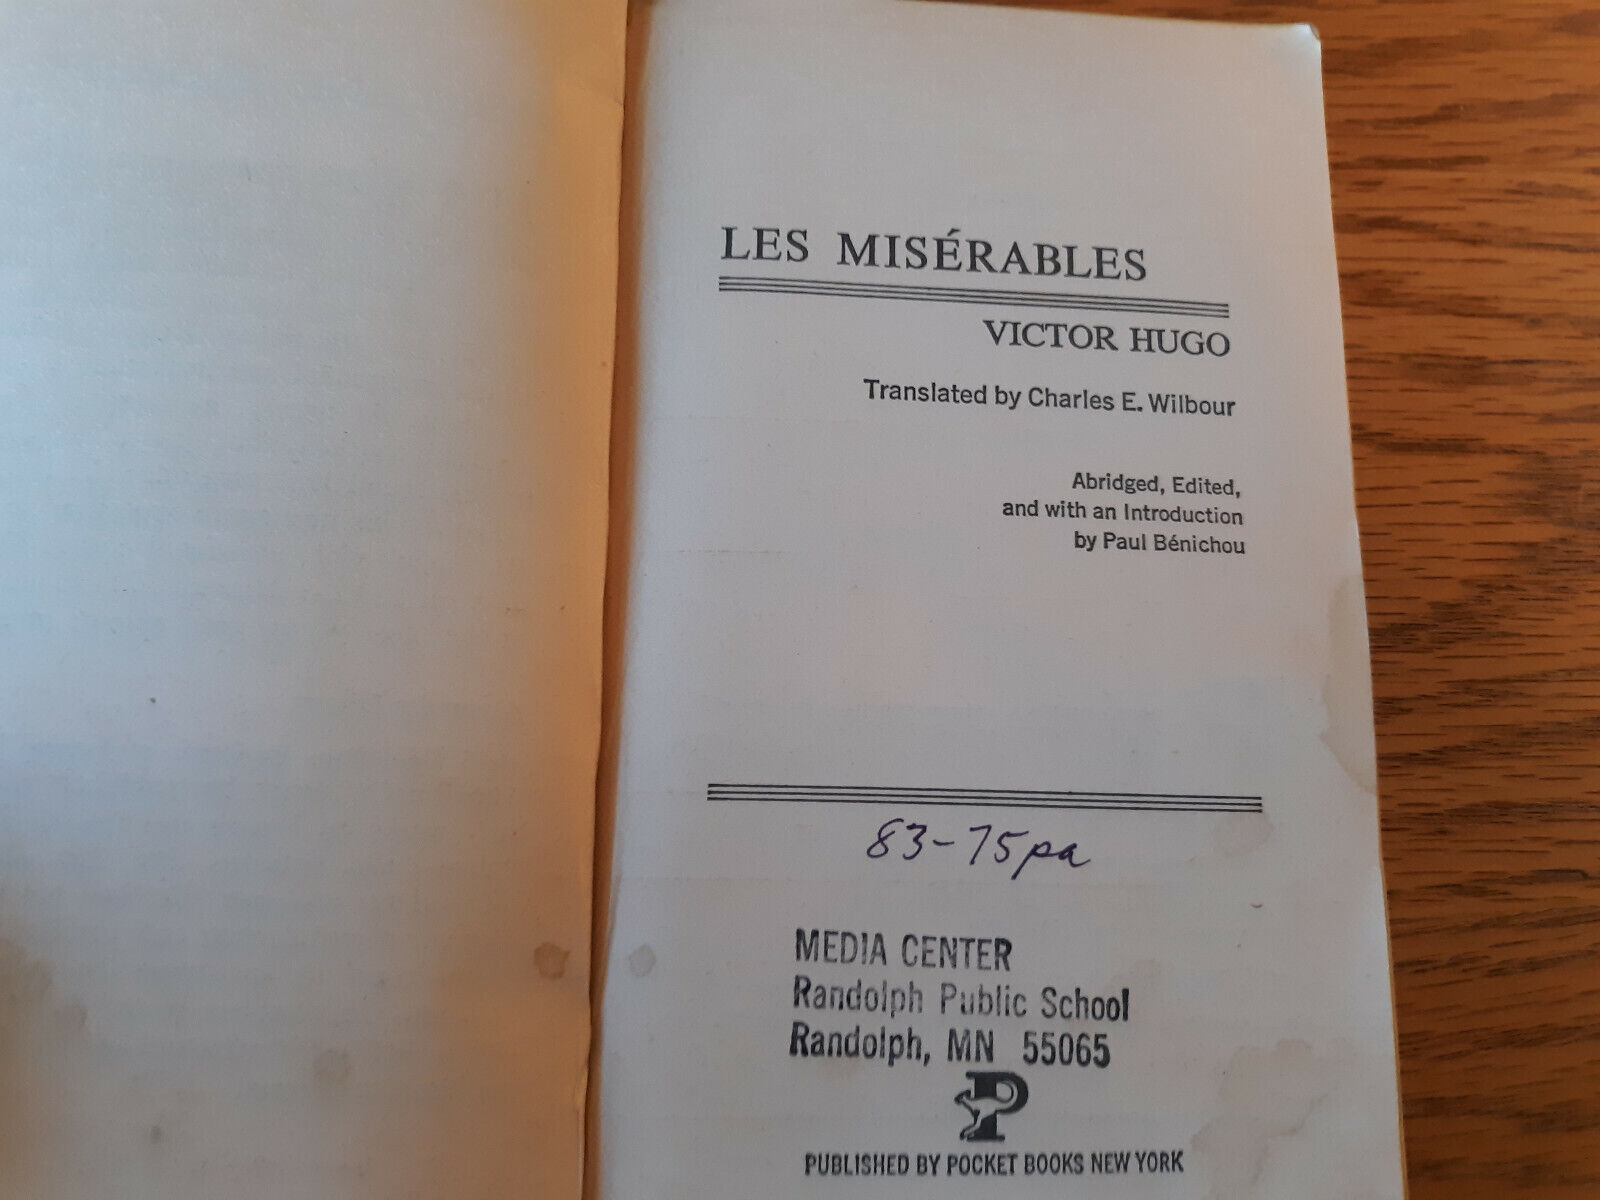 LES MISÉRABLES
VICTOR HUGO
Translated by Charles E. Wilbour
Abridged, Edited,
and with an Introduction
by Paul Bénichou
83-75pa
MEDIA CENTER
Randolph Public School
Randolph, MN 55065
P
PUBLISHED BY POCKET BOOKS NEW YORK